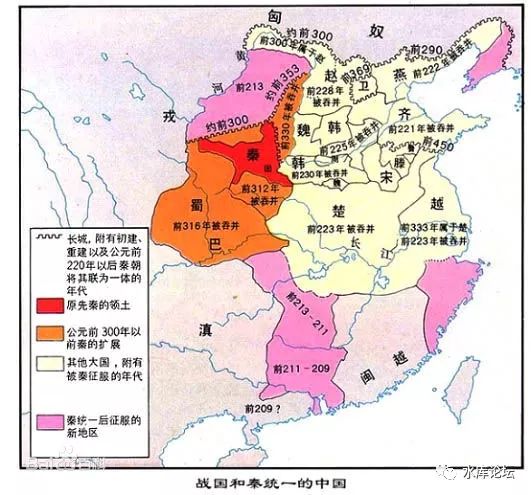 匈 奴
约前300
黄
前300年属于赵
河
前213
约前353
前330年被吞并
赵
前369
卫
燕
前290
前222年被吞并
前228年被吞并
戎
约前300
魏
韩
齐
前221年被吞并
前225年被吞并
前450
秦
韩
前230年被吞并
魏
宋
滕
前312年被吞并
蜀
前316年被吞并
巴
楚
前223年被吞并
长 江
越
前333年属于楚
前223年被吞并
前213-211
滇
前211-209
闽越
前209?
长城，附有初建、
重建以及公元前
220年以后秦朝
将其联为一体的
年代
原先秦的领土
公元前300年以
前秦的扩展
其他大国，附有
被秦征服的年代
秦统一后征服的
新地区
水库论坛
战国和秦统一的中国